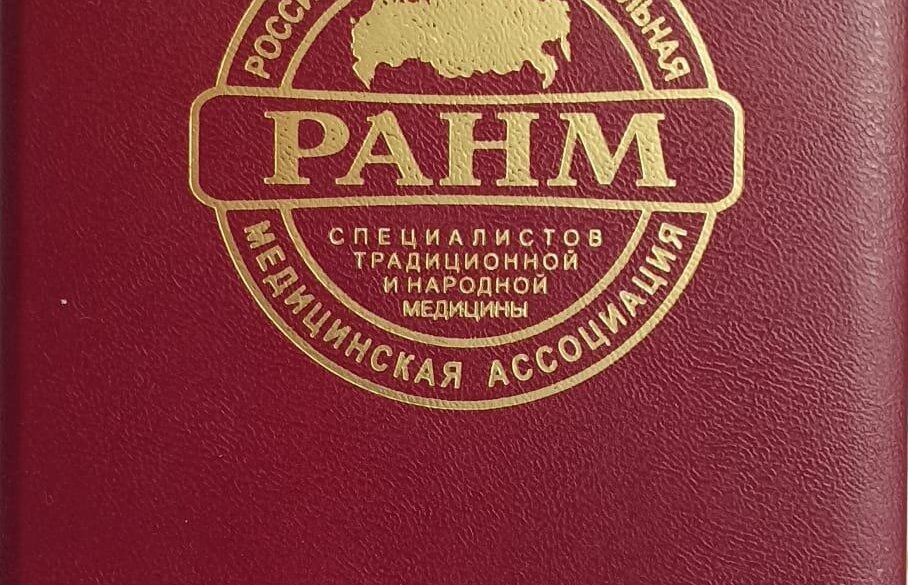 РАНМ
СПЕЦИАЛИСТОВ
ТРАДИЦИОННОЙ
И НАРОДНОЙ
МЕДИЦИНЫ
МЕДИЦИНСКАЯ АССОЦИАЦИЯ